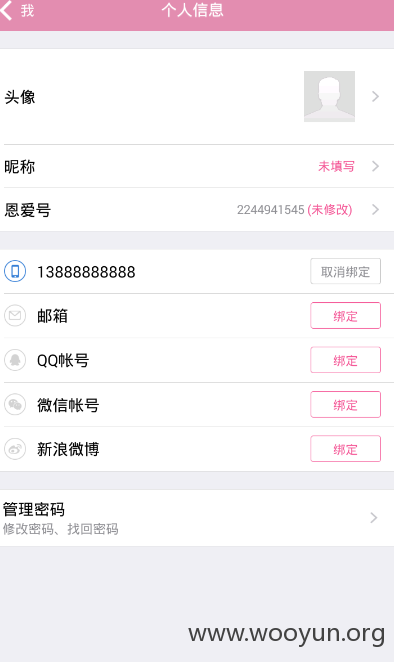 我 个人信息
头像
昵称 未填写
恩爱号 2244941545 (未修改)
13888888888 取消绑定
邮箱 绑定
QQ帐号 绑定
微信帐号 绑定
新浪微博 绑定
管理密码
修改密码、找回密码
www.wooyun.org